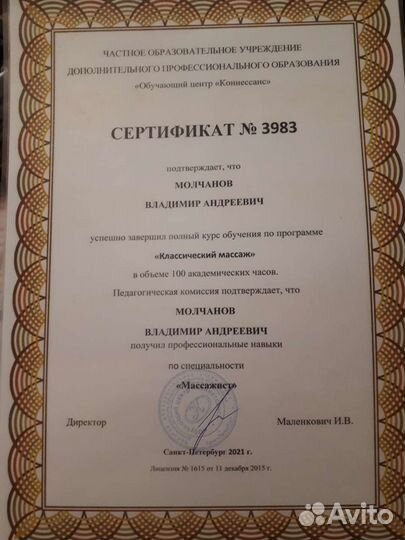 ЧАСТНОЕ ОБРАЗОВАТЕЛЬНОЕ УЧРЕЖДЕНИЕ
ДОПОЛНИТЕЛЬНОГО ПРОФЕССИОНАЛЬНОГО ОБРАЗОВАНИЯ
«Обучающий центр «Коннессанс»
СЕРТИФИКАТ № 3983
подтверждает, что
МОЛЧАНОВ
ВЛАДИМИР АНДРЕЕВИЧ
успешно завершил полный курс обучения по программе
«Классический массаж»
в объеме 100 академических часов.
Педагогическая комиссия подтверждает, что
МОЛЧАНОВ
ВЛАДИМИР АНДРЕЕВИЧ
получил профессиональные навыки
по специальности
«Массажист»
Директор Маленкович И.В.
Санкт-Петербург 2021 г.
Лицензия № 1615 от 11 декабря 2015 г.
Avito